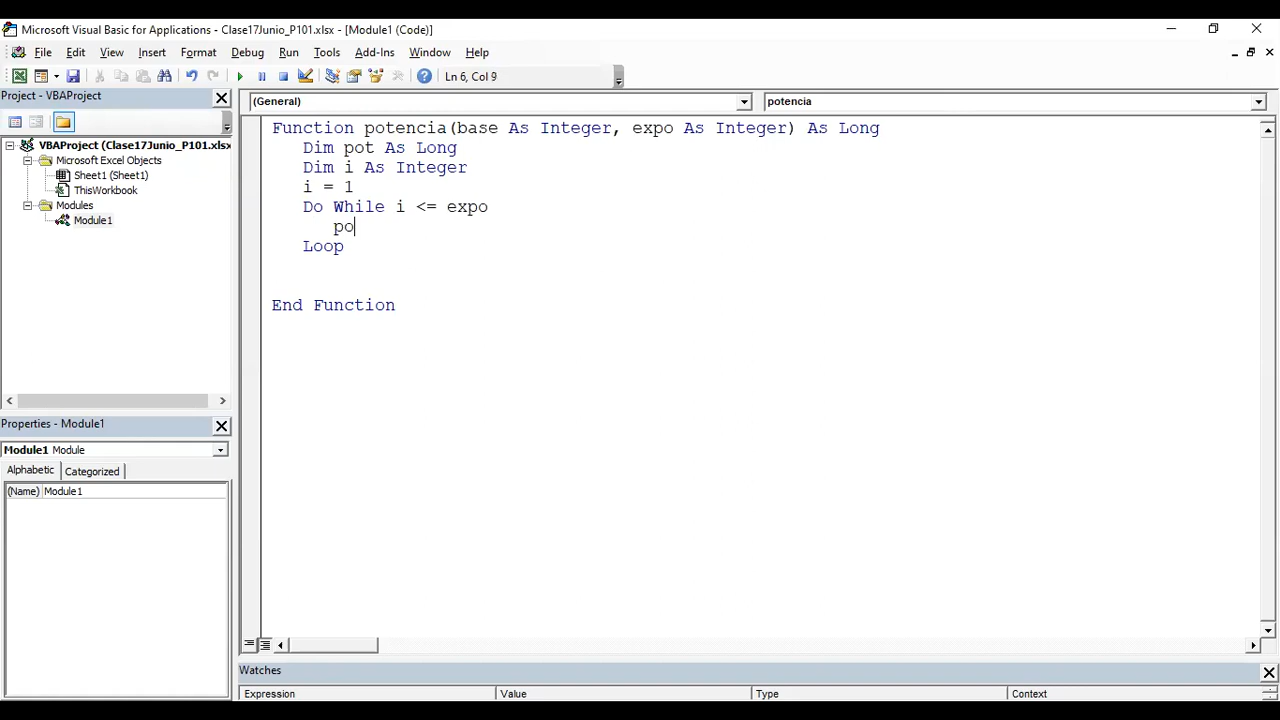 Microsoft Visual Basic for Applications - Clase17Junio_P101.xlsx - [Module1 (Code)]
File Edit View Insert Format Debug Run Tools Add-Ins Window Help
Ln 6, Col 9
Project - VBAProject
(General)
potencia
VBAProject (Clase17Junio_P101.xlsx
Microsoft Excel Objects
Sheet1 (Sheet1)
ThisWorkbook
Modules
Module1
Function potencia(base As Integer, expo As Integer) As Long
Dim pot As Long
Dim i As Integer
i = 1
Do While i <= expo
po
Loop
End Function
Properties - Module1
Module1 Module
Alphabetic Categorized
(Name) Module1
Watches
Expression Value Type Context